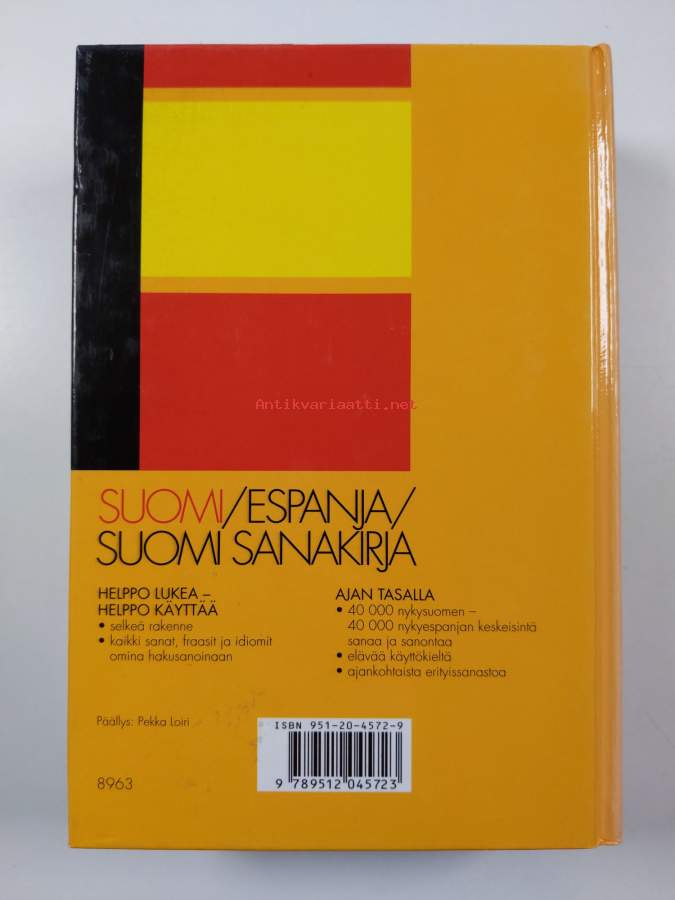 Antikvariaatti.net
SUOMI/ESPANJA/
SUOMI SANAKIRJA
HELPPO LUKEA –
HELPPO KÄYTTÄÄ
• selkeä rakenne
• kaikki sanat, fraasit ja idiomit
omina hakusanoinaan
AJAN TASALLA
• 40 000 nykysuomen –
40 000 nykyespanjan keskeisintä
sanaa ja sanontaa
• elävää käyttökieltä
• ajankohtaista erityissanastoa
Päällys: Pekka Loiri
8963
ISBN 951-20-4572-9
9 789512 045723